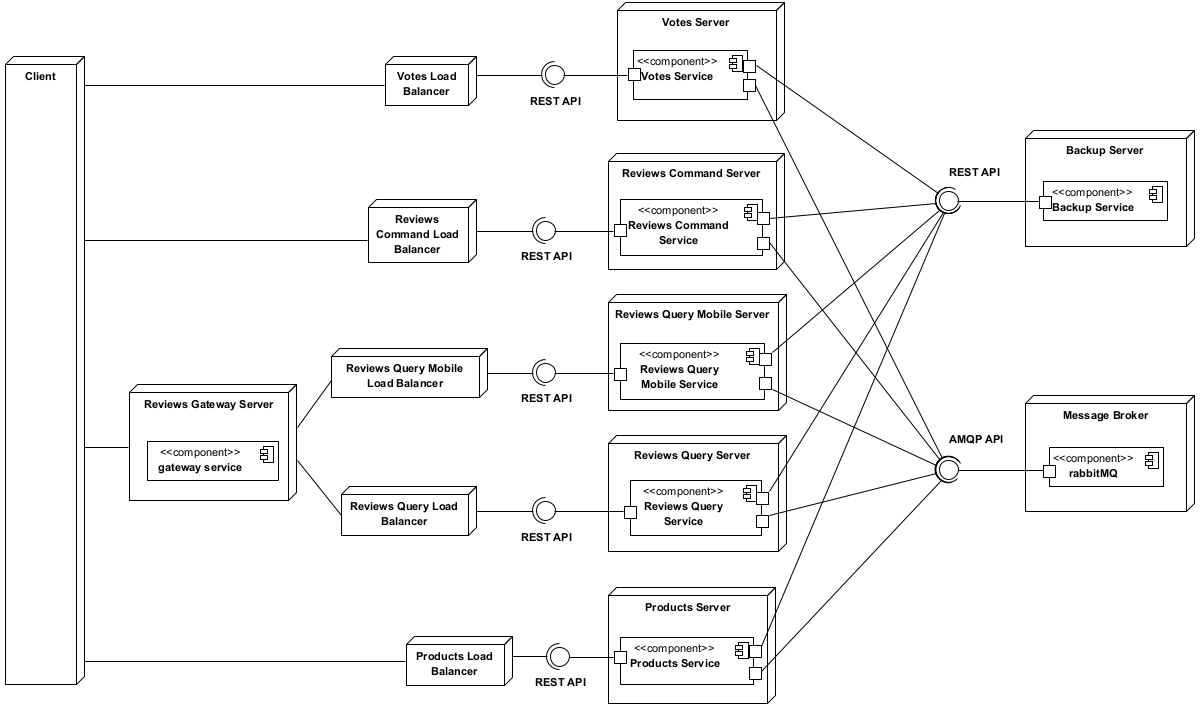 Client
Votes Load
Balancer
REST API
Votes Server
<<component>>
Votes Service
Reviews
Command Load
Balancer
REST API
Reviews Command Server
<<component>>
Reviews Command
Service
REST API
Backup Server
<<component>>
Backup Service
Reviews Gateway Server
<<component>>
gateway service
Reviews Query Mobile
Load Balancer
REST API
Reviews Query Mobile Server
<<component>>
Reviews Query
Mobile Service
Reviews Query Load
Balancer
REST API
Reviews Query Server
<<component>>
Reviews Query
Service
AMQP API
Message Broker
<<component>>
rabbitMQ
Products Load
Balancer
REST API
Products Server
<<component>>
Products Service